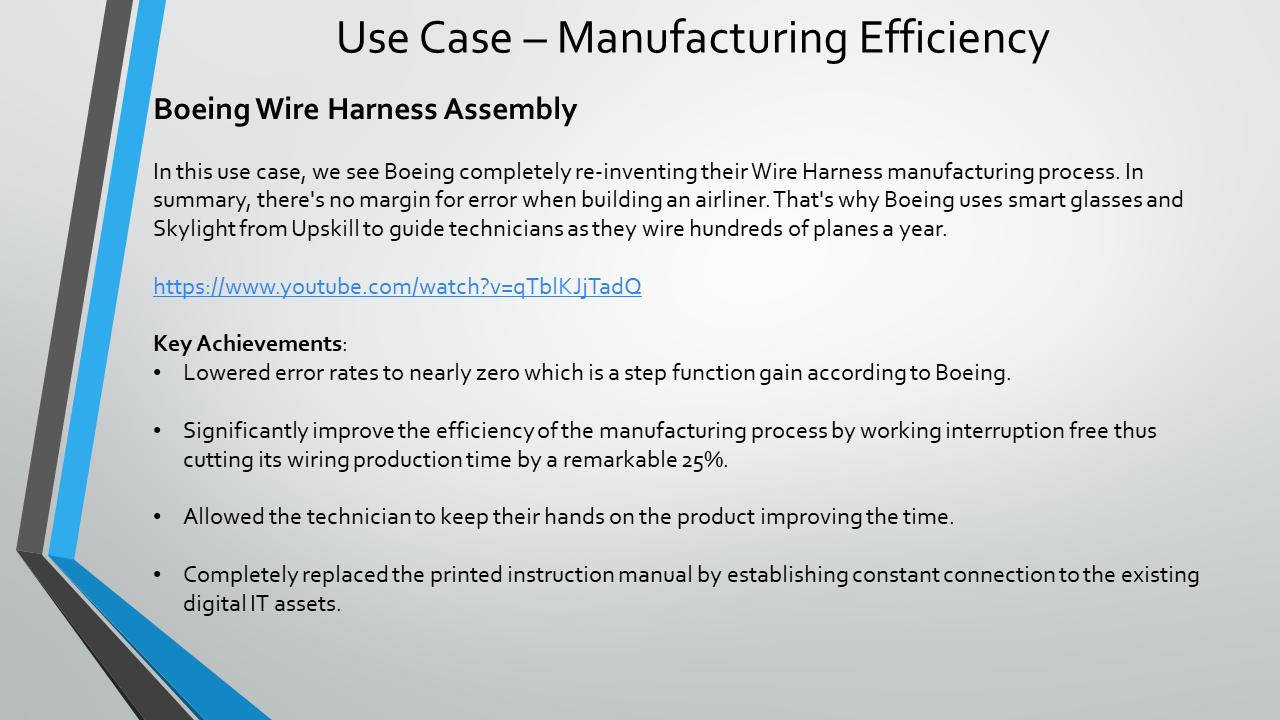 Use Case – Manufacturing Efficiency
Boeing Wire Harness Assembly
In this use case, we see Boeing completely re-inventing their Wire Harness manufacturing process. In
summary, there's no margin for error when building an airliner. That's why Boeing uses smart glasses and
Skylight from Upskill to guide technicians as they wire hundreds of planes a year.
https://www.youtube.com/watch?v=qTblKJjTadQ
Key Achievements:
• Lowered error rates to nearly zero which is a step function gain according to Boeing.
• Significantly improve the efficiency of the manufacturing process by working interruption free thus
cutting its wiring production time by a remarkable 25%.
• Allowed the technician to keep their hands on the product improving the time.
• Completely replaced the printed instruction manual by establishing constant connection to the existing
digital IT assets.